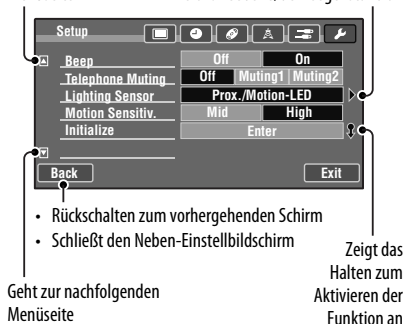 Setup
Beep Off On
Telephone Muting Off Muting1 Muting2
Lighting Sensor Prox./Motion-LED
Motion Sensitiv. Mid High
Initialize Enter
Back Exit
• Rückschalten zum vorhergehenden Schirm
• Schließt den Neben-Einstellbildschirm
Geht zur nachfolgenden
Menüseite
Zeigt das
Halten zum
Aktivieren der
Funktion an